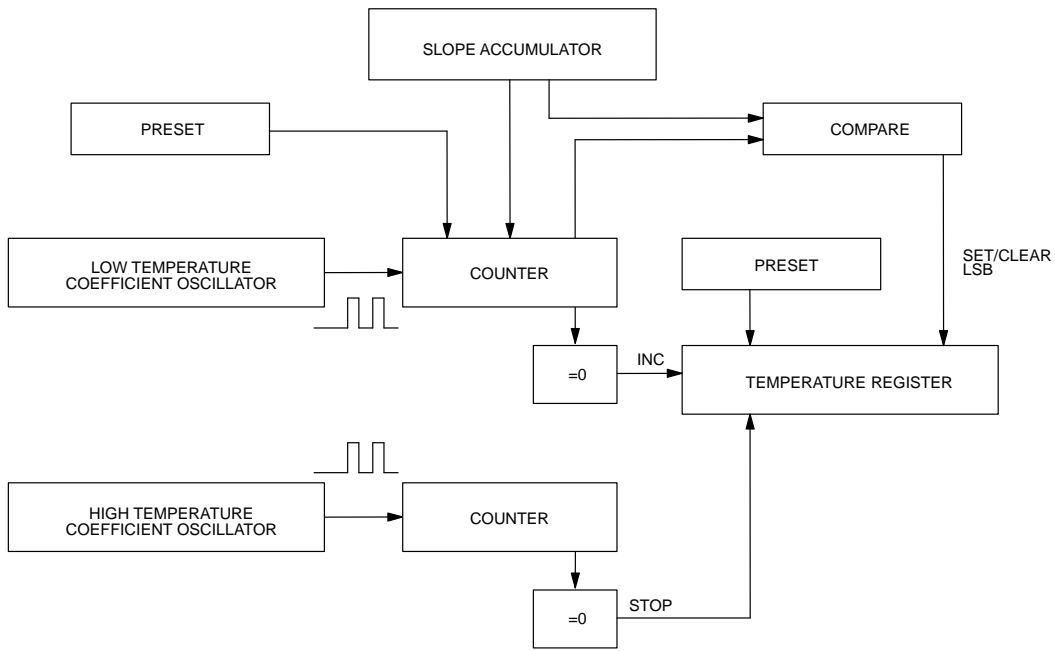 SLOPE ACCUMULATOR
PRESET
COMPARE
LOW TEMPERATURE
COEFFICIENT OSCILLATOR
COUNTER
PRESET
SET/CLEAR
LSB
=0
INC
TEMPERATURE REGISTER
HIGH TEMPERATURE
COEFFICIENT OSCILLATOR
COUNTER
=0
STOP